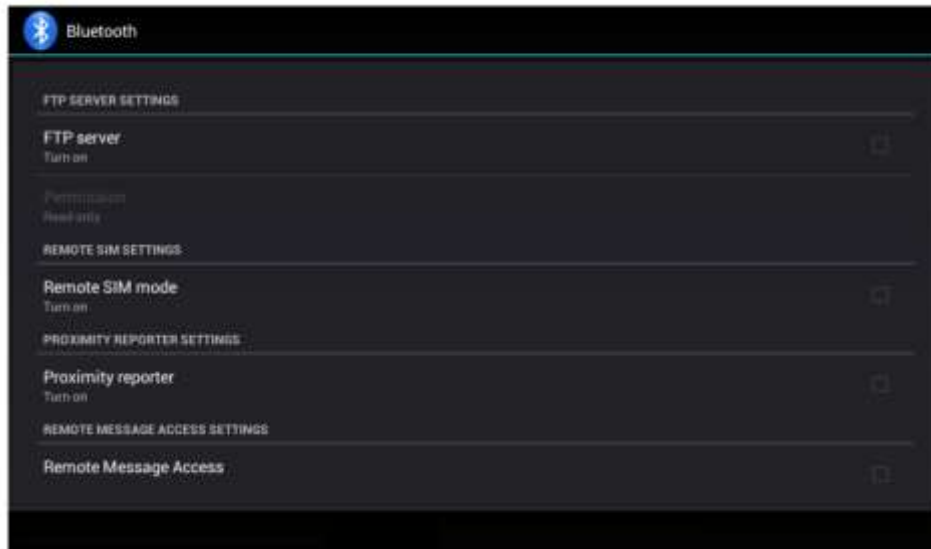 Bluetooth
FTP SERVER SETTINGS
FTP server
Turn on
Permission
Read only
REMOTE SIM SETTINGS
Remote SIM mode
Turn on
PROXIMITY REPORTER SETTINGS
Proximity reporter
Turn on
REMOTE MESSAGE ACCESS SETTINGS
Remote Message Access